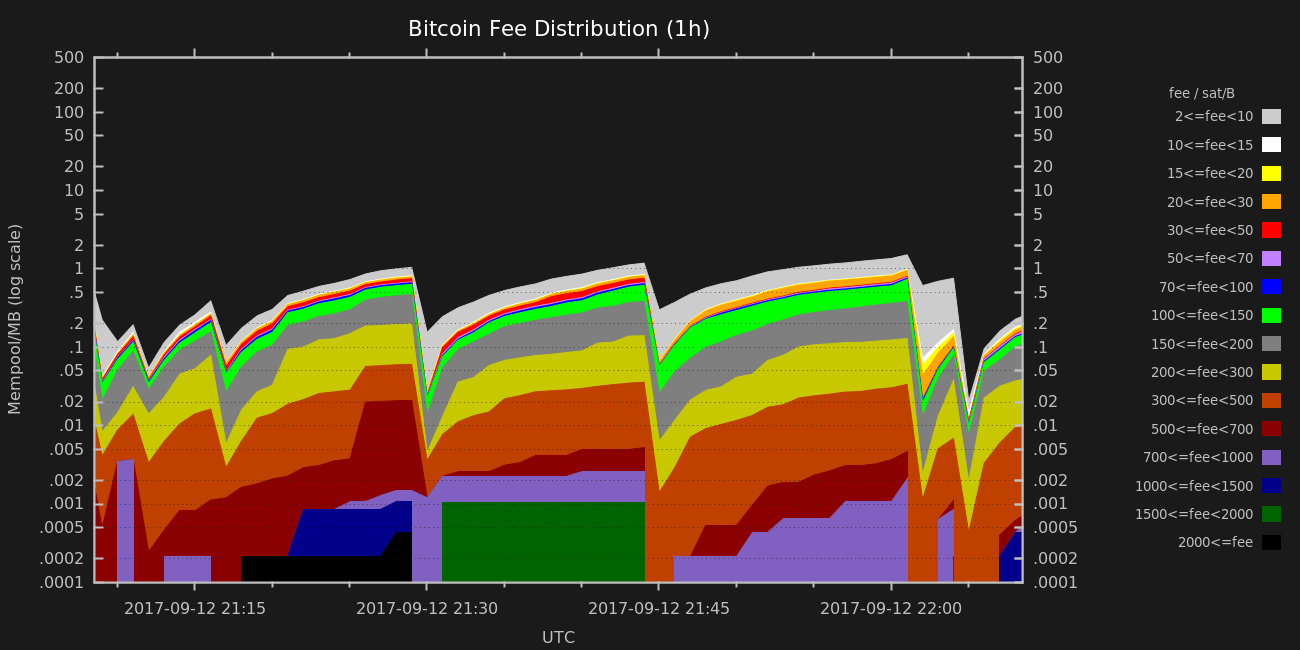 Bitcoin Fee Distribution (1h)
Mempool/MB (log scale)
500
200
100
50
20
10
5
2
1
.5
.2
.1
.05
.02
.01
.005
.002
.001
.0005
.0002
.0001
500
200
100
50
20
10
5
2
1
.5
.2
.1
.05
.02
.01
.005
.002
.001
.0005
.0002
.0001
2017-09-12 21:15 2017-09-12 21:30 2017-09-12 21:45 2017-09-12 22:00
UTC
fee / sat/B
2<=fee<10
10<=fee<15
15<=fee<20
20<=fee<30
30<=fee<50
50<=fee<70
70<=fee<100
100<=fee<150
150<=fee<200
200<=fee<300
300<=fee<500
500<=fee<700
700<=fee<1000
1000<=fee<1500
1500<=fee<2000
2000<=fee